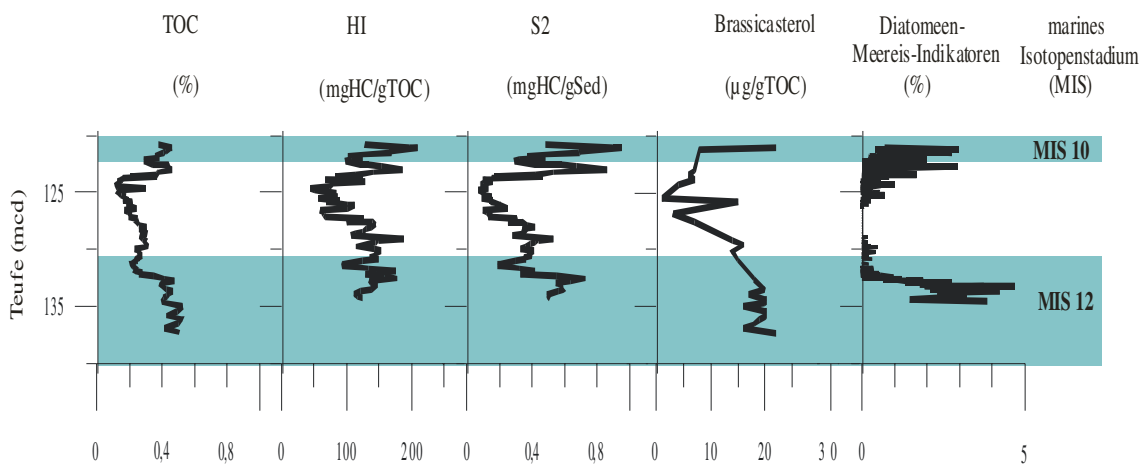 TOC
(%)
HI
(mgHC/gTOC)
S2
(mgHC/gSed)
Brassicasterol
(µg/gTOC)
Diatomeen-
Meereis-Indikatoren
(%)
marines
Isotopenstadium
(MIS)
Teufe (mcd)
125
135
MIS 10
MIS 12
0 0,4 0,8
0 100 200
0 0,4 0,8
0 10 20 3 0
0 5